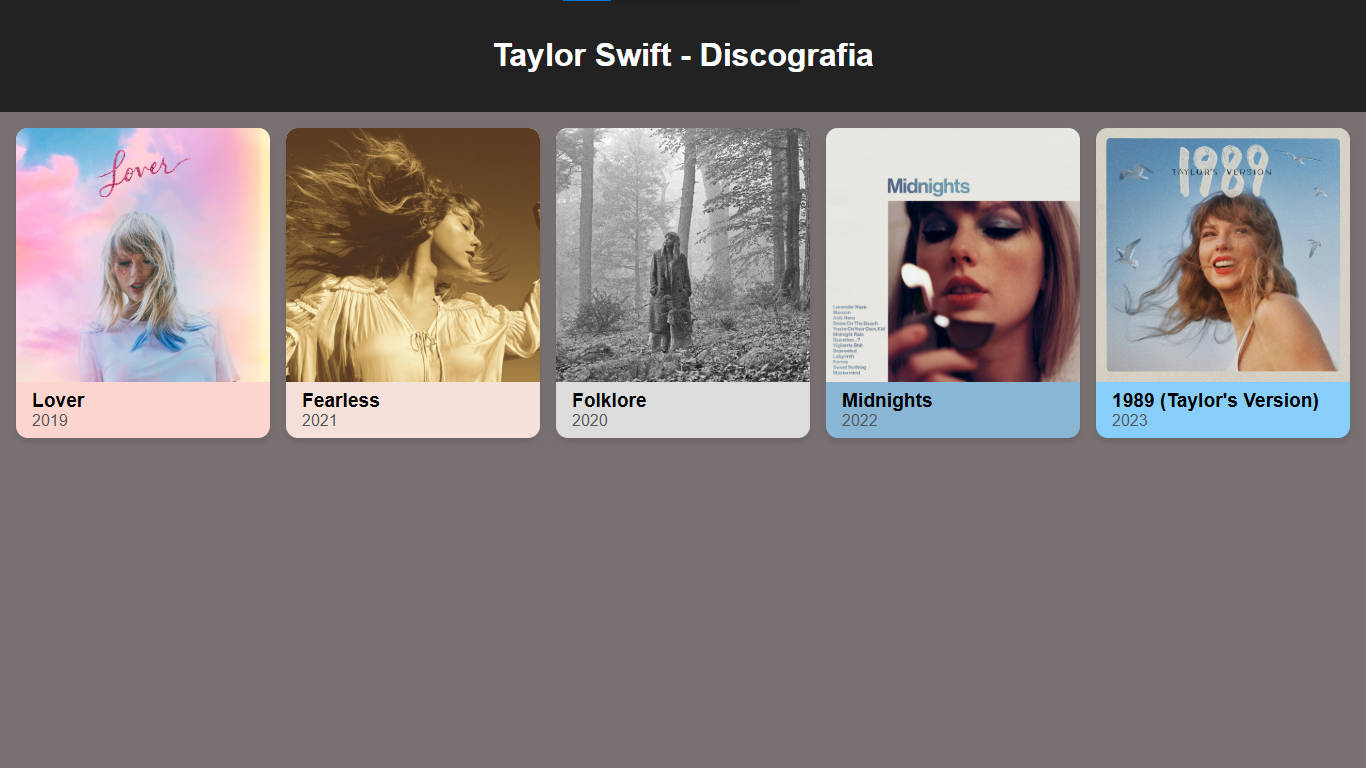 Taylor Swift - Discografia
Lover
Lover
2019
Fearless
2021
Folklore
2020
Midnights
Lavender Haze
Maroon
Anti-Hero
Snow On The Beach
You're On Your Own, Kid
Midnight Rain
Question...?
Vigilante Shit
Bejeweled
Labyrinth
Karma
Sweet Nothing
Mastermind
Midnights
2022
1989
TAYLOR'S VERSION
1989 (Taylor's Version)
2023